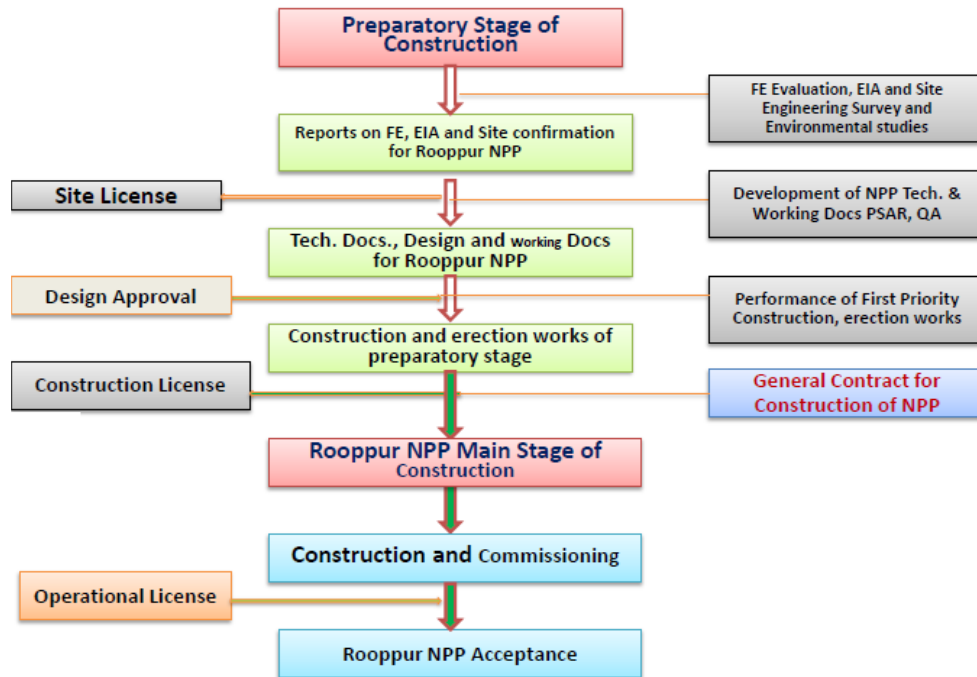 Preparatory Stage of
Construction
FE Evaluation, EIA and Site
Engineering Survey and
Environmental studies
Reports on FE, EIA and Site confirmation
for Rooppur NPP
Site License
Development of NPP Tech. &
Working Docs PSAR, QA
Tech. Docs., Design and Working Docs
for Rooppur NPP
Design Approval
Performance of First Priority
Construction, erection works
Construction and erection works of
preparatory stage
Construction License
General Contract for
Construction of NPP
Rooppur NPP Main Stage of
Construction
Construction and Commissioning
Operational License
Rooppur NPP Acceptance